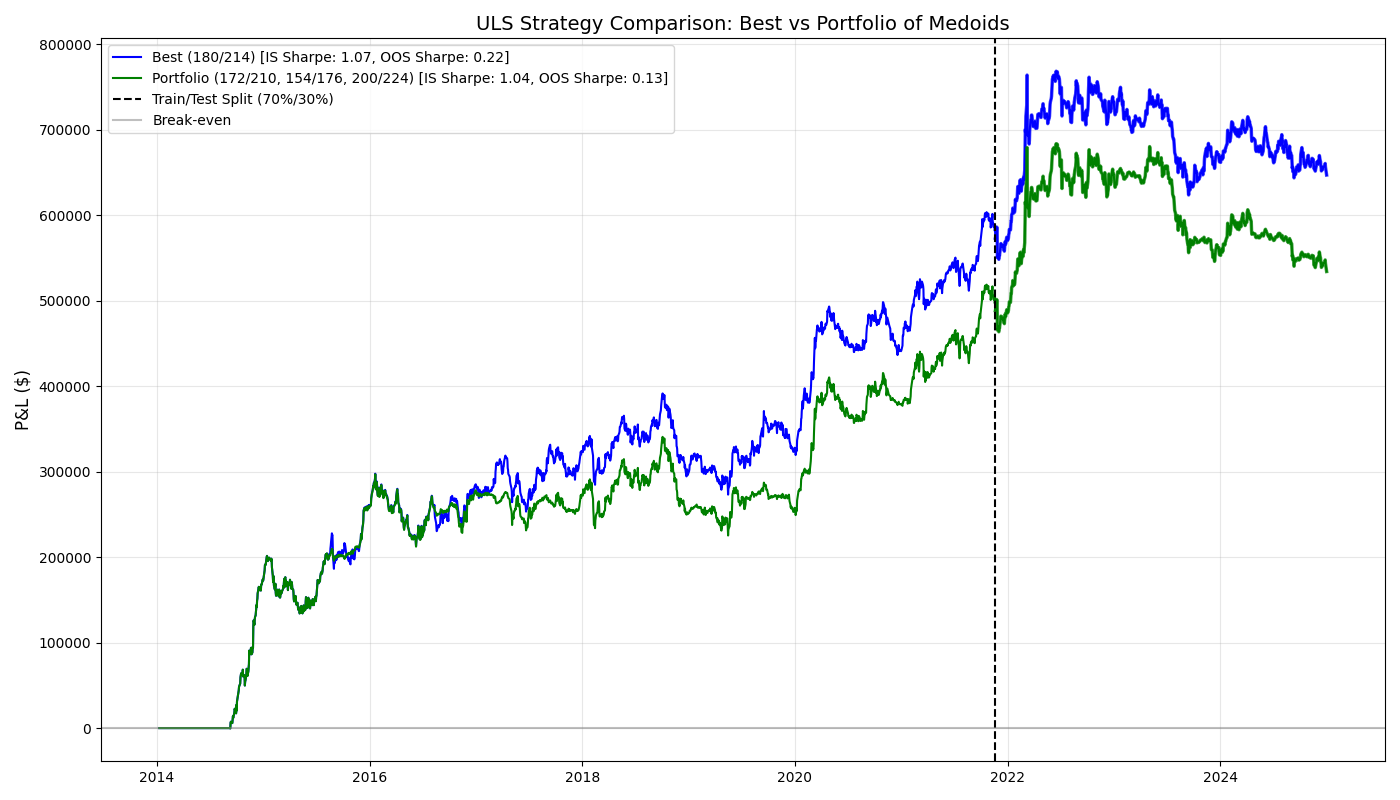 ULS Strategy Comparison: Best vs Portfolio of Medoids
Best (180/214) [IS Sharpe: 1.07, OOS Sharpe: 0.22]
Portfolio (172/210, 154/176, 200/224) [IS Sharpe: 1.04, OOS Sharpe: 0.13]
Train/Test Split (70%/30%)
Break-even
P&L ($)
800000
700000
600000
500000
400000
300000
200000
100000
0
2014
2016
2018
2020
2022
2024